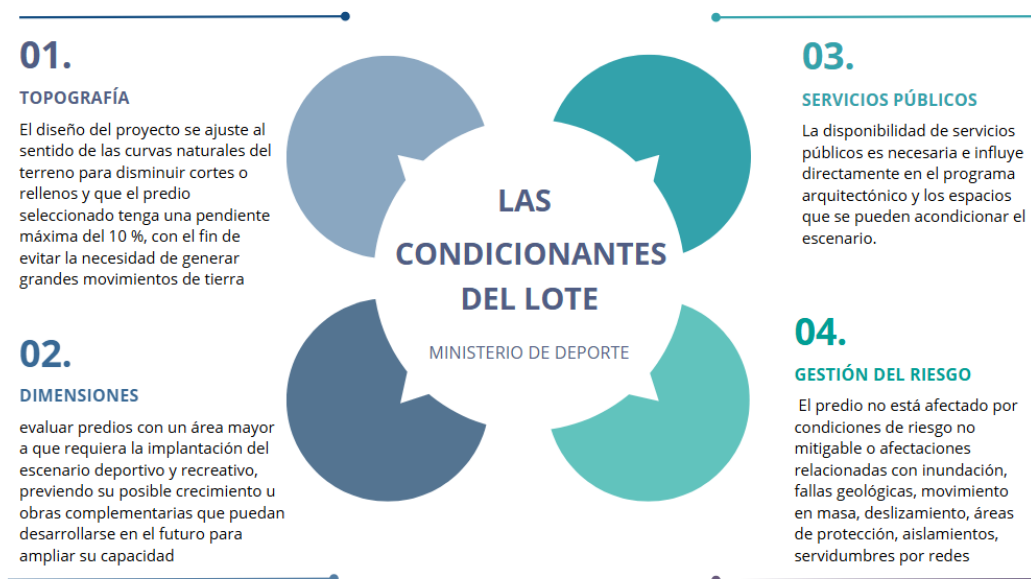 01.
TOPOGRAFÍA
El diseño del proyecto se ajuste al
sentido de las curvas naturales del
terreno para disminuir cortes o
rellenos y que el predio
seleccionado tenga una pendiente
máxima del 10 %, con el fin de
evitar la necesidad de generar
grandes movimientos de tierra
02.
DIMENSIONES
evaluar predios con un área mayor
a que requiera la implantación del
escenario deportivo y recreativo,
previendo su posible crecimiento u
obras complementarias que puedan
desarrollarse en el futuro para
ampliar su capacidad
LAS
CONDICIONANTES
DEL LOTE
MINISTERIO DE DEPORTE
03.
SERVICIOS PÚBLICOS
La disponibilidad de servicios
públicos es necesaria e influye
directamente en el programa
arquitectónico y los espacios
que se pueden acondicionar el
escenario.
04.
GESTIÓN DEL RIESGO
El predio no está afectado por
condiciones de riesgo no
mitigable o afectaciones
relacionadas con inundación,
fallas geológicas, movimiento
en masa, deslizamiento, áreas
de protección, aislamientos,
servidumbres por redes